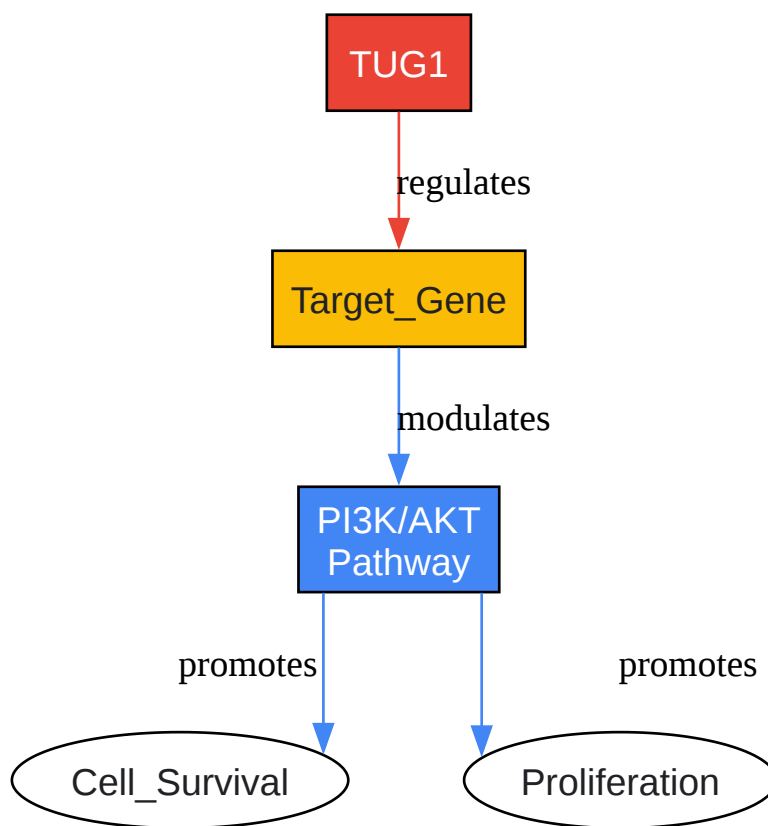 TUG1
regulates
Target_Gene
modulates
PI3K/AKT
Pathway
promotes
promotes
Cell_Survival
Proliferation